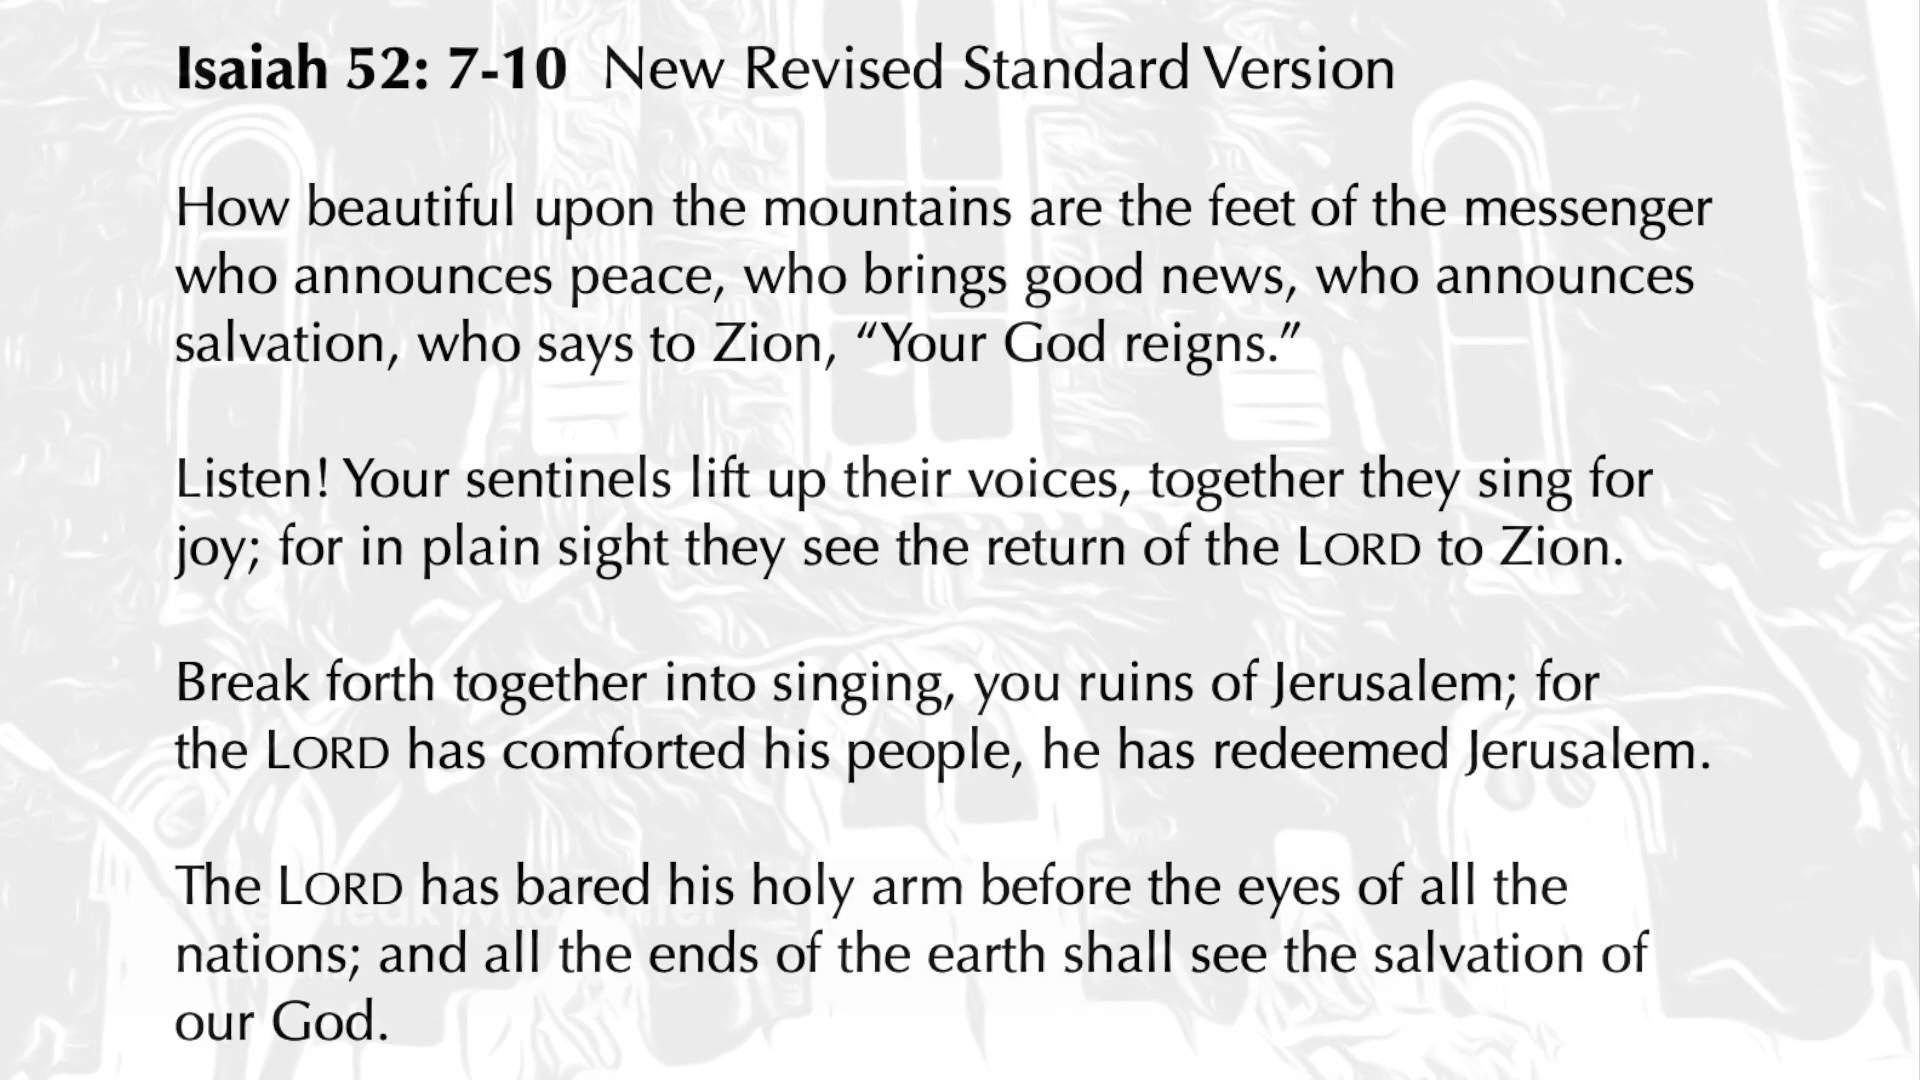 Isaiah 52: 7-10 New Revised Standard Version
How beautiful upon the mountains are the feet of the messenger
who announces peace, who brings good news, who announces
salvation, who says to Zion, “Your God reigns.”
Listen! Your sentinels lift up their voices, together they sing for
joy; for in plain sight they see the return of the LORD to Zion.
Break forth together into singing, you ruins of Jerusalem; for
the LORD has comforted his people, he has redeemed Jerusalem.
The LORD has bared his holy arm before the eyes of all the
nations; and all the ends of the earth shall see the salvation of
our God.